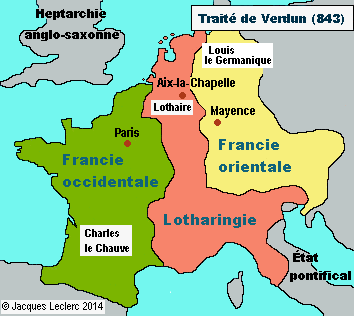 Heptarchie
anglo-saxonne
Traité de Verdun (843)
Louis
le Germanique
Aix-la-Chapelle
Lothaire
Mayence
Paris
Francie
occidentale
Francie
orientale
Lotharingie
Charles
le Chauve
État
pontifical
© Jacques Leclerc 2014